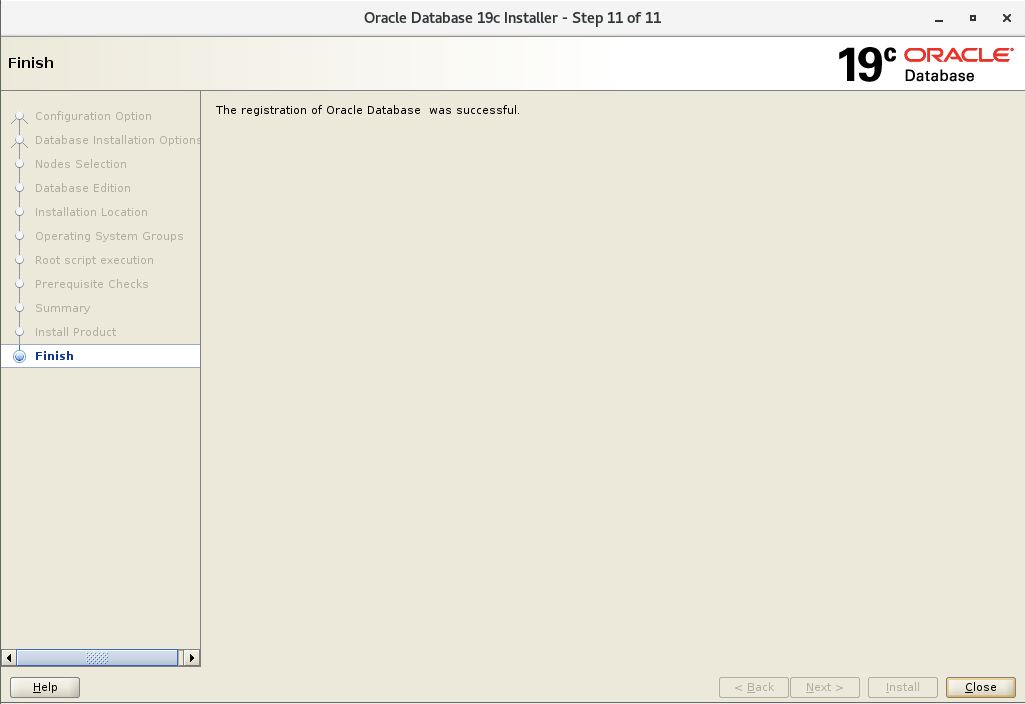 Oracle Database 19c Installer - Step 11 of 11
Finish
19c ORACLE
Database
Configuration Option
Database Installation Options
Nodes Selection
Database Edition
Installation Location
Operating System Groups
Root script execution
Prerequisite Checks
Summary
Install Product
Finish
The registration of Oracle Database  was successful.
Help
< Back
Next >
Install
Close